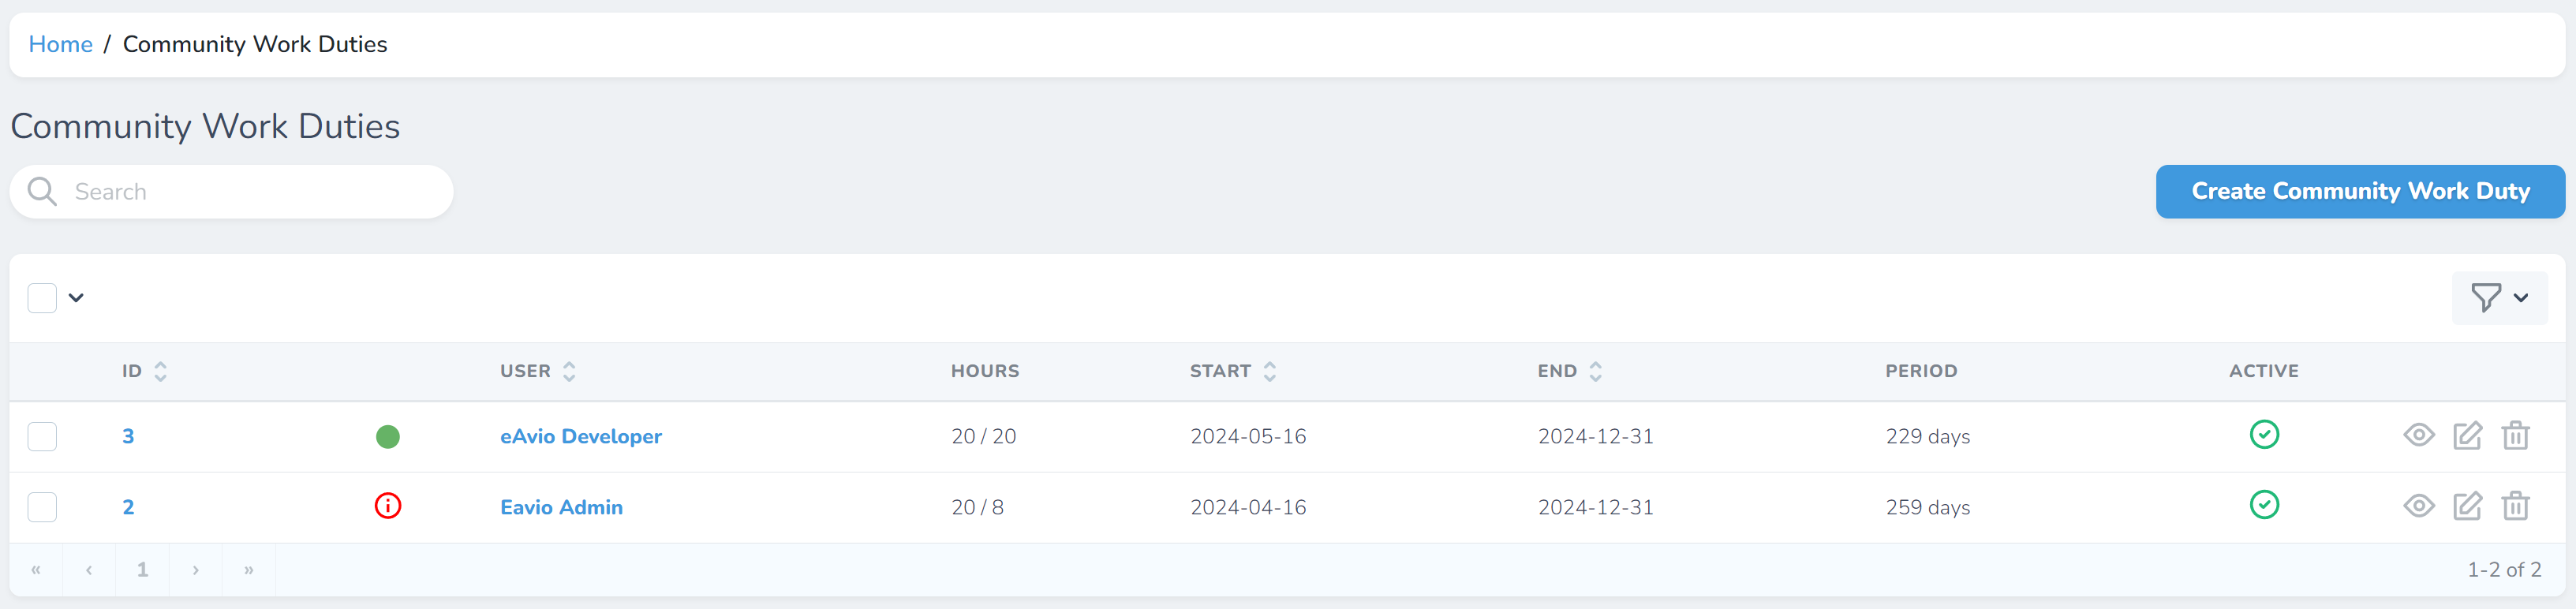 Home / Community Work Duties
Community Work Duties
Search
Create Community Work Duty
ID USER HOURS START END PERIOD ACTIVE
3 eAvio Developer 20 / 20 2024-05-16 2024-12-31 229 days
2 Eavio Admin 20 / 8 2024-04-16 2024-12-31 259 days
« ‹ 1 › » 1-2 of 2